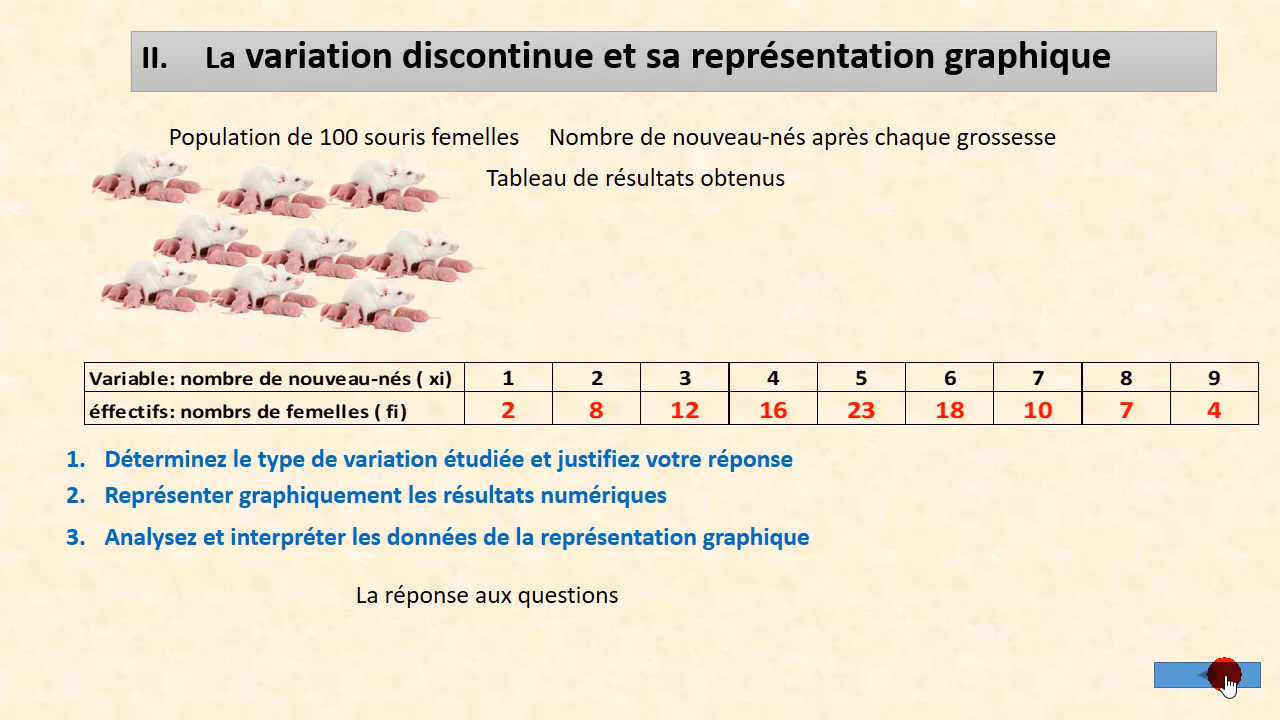 II. La variation discontinue et sa représentation graphique
Population de 100 souris femelles Nombre de nouveau-nés après chaque grossesse
Tableau de résultats obtenus
Variable: nombre de nouveau-nés ( xi) 1 2 3 4 5 6 7 8 9
éffectifs: nombrs de femelles ( fi) 2 8 12 16 23 18 10 7 4
1. Déterminez le type de variation étudiée et justifiez votre réponse
2. Représenter graphiquement les résultats numériques
3. Analysez et interpréter les données de la représentation graphique
La réponse aux questions